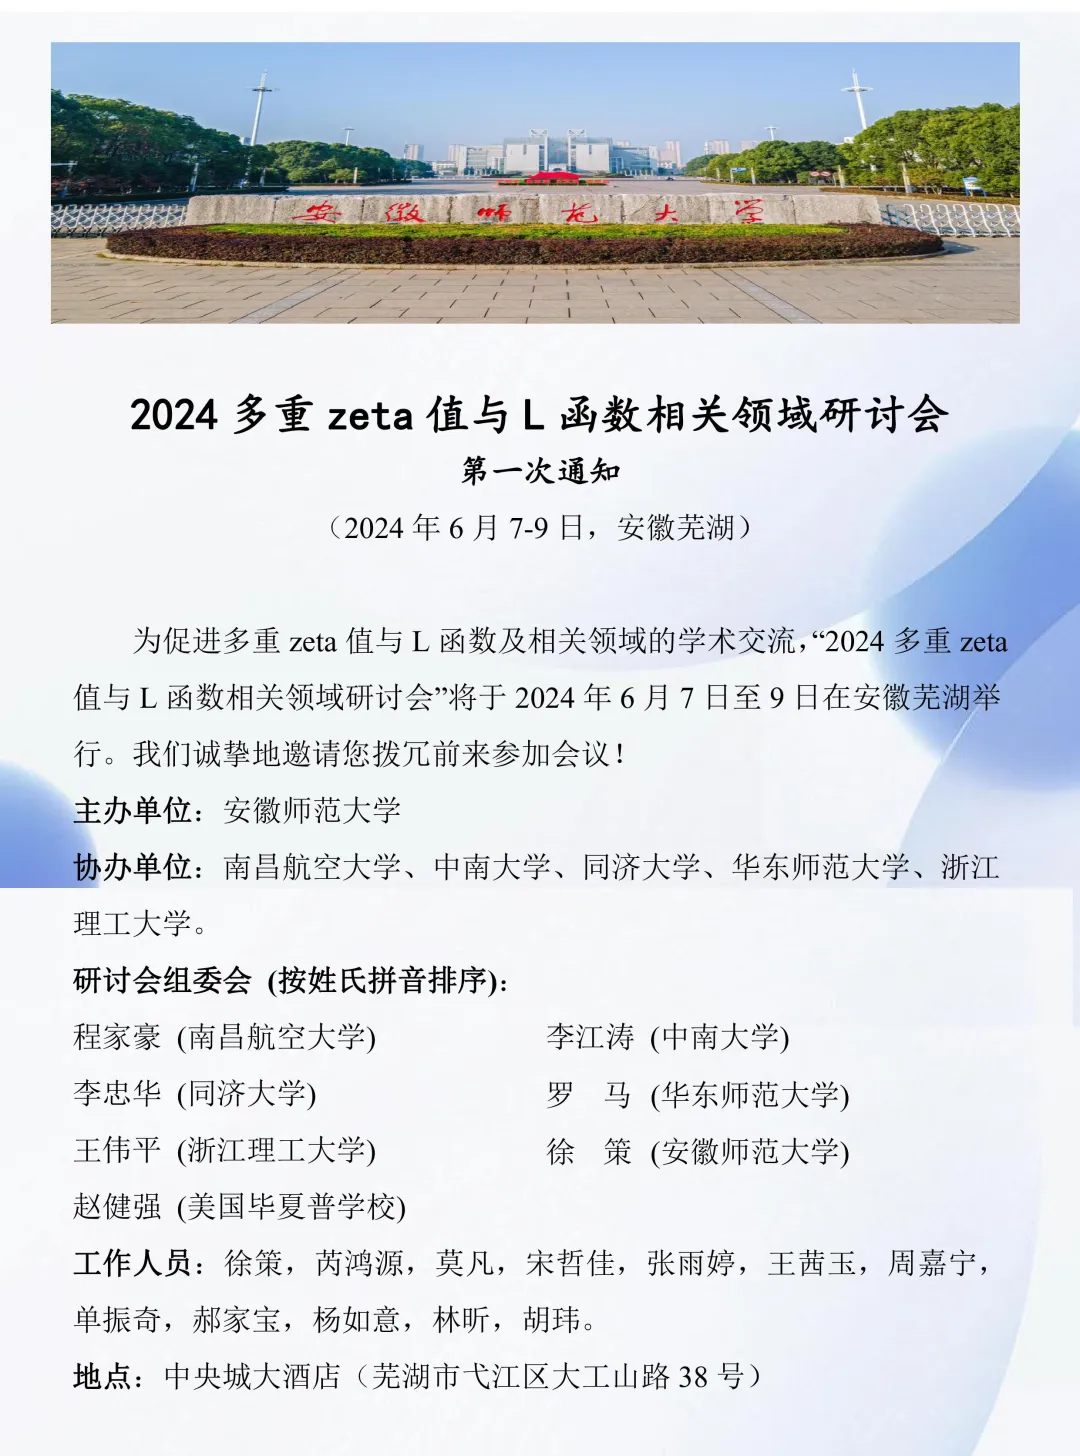 安徽师范大学
2024 多重 zeta 值与 L 函数相关领域研讨会
第一次通知
（2024 年 6 月 7-9 日，安徽芜湖）
为促进多重 zeta 值与 L 函数及相关领域的学术交流，“2024 多重 zeta
值与 L 函数相关领域研讨会”将于 2024 年 6 月 7 日至 9 日在安徽芜湖举
行。我们诚挚地邀请您拨冗前来参加会议！
主办单位：安徽师范大学
协办单位：南昌航空大学、中南大学、同济大学、华东师范大学、浙江
理工大学。
研讨会组委会 (按姓氏拼音排序)：
程家豪 (南昌航空大学) 李江涛 (中南大学)
李忠华 (同济大学) 罗 马 (华东师范大学)
王伟平 (浙江理工大学) 徐 策 (安徽师范大学)
赵健强 (美国毕夏普学校)
工作人员：徐策，芮鸿源，莫凡，宋哲佳，张雨婷，王茜玉，周嘉宁，
单振奇，郝家宝，杨如意，林昕，胡玮。
地点：中央城大酒店（芜湖市弋江区大工山路 38 号）